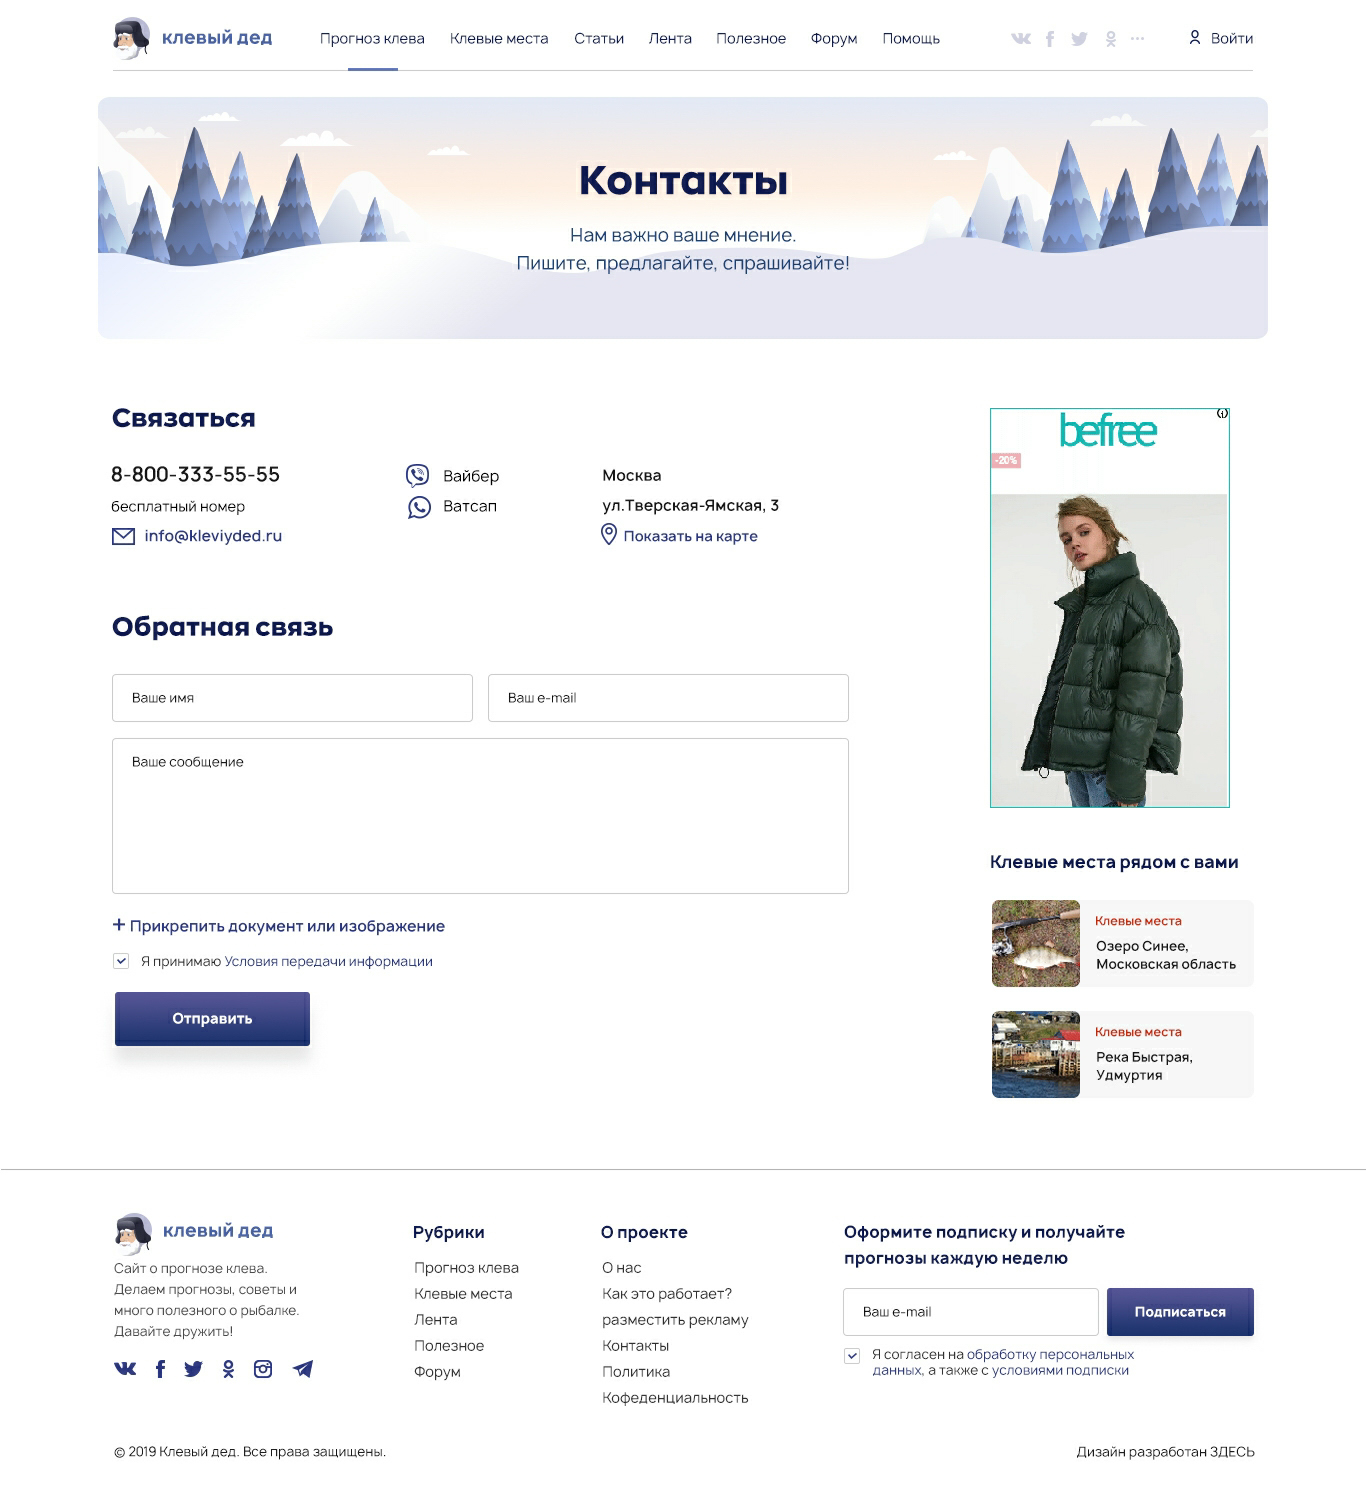 клевый дед
Прогноз клева
Клевые места
Статьи
Лента
Полезное
Форум
Помощь
Войти
Контакты
Нам важно ваше мнение.
Пишите, предлагайте, спрашивайте!
Связаться
8-800-333-55-55
бесплатный номер
info@kleviyded.ru
Вайбер
Ватсап
Москва
ул.Тверская-Ямская, 3
Показать на карте
Обратная связь
Ваше имя
Ваш e-mail
Ваше сообщение
+ Прикрепить документ или изображение
Я принимаю Условия передачи информации
Отправить
befree
-20%
Клевые места рядом с вами
Клевые места
Озеро Синее,
Московская область
Клевые места
Река Быстрая,
Удмуртия
клевый дед
Сайт о прогнозе клева.
Делаем прогнозы, советы и
много полезного о рыбалке.
Давайте дружить!
Рубрики
Прогноз клева
Клевые места
Лента
Полезное
Форум
О проекте
О нас
Как это работает?
разместить рекламу
Контакты
Политика
Кофеденциальность
Оформите подписку и получайте
прогнозы каждую неделю
Ваш e-mail
Подписаться
Я согласен на обработку персональных
данных, а также с условиями подписки
© 2019 Клевый дед. Все права защищены.
Дизайн разработан ЗДЕСЬ